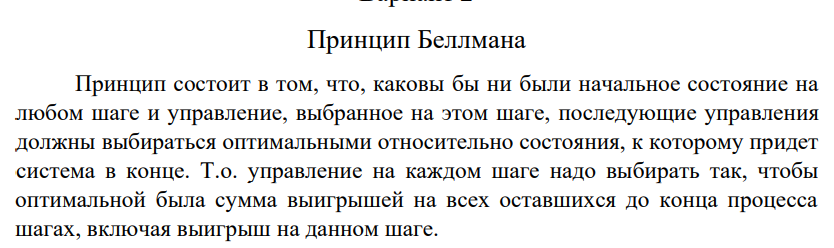 Принцип Беллмана
Принцип состоит в том, что, каковы бы ни были начальное состояние на
любом шаге и управление, выбранное на этом шаге, последующие управления
должны выбираться оптимальными относительно состояния, к которому придет
система в конце. Т.о. управление на каждом шаге надо выбирать так, чтобы
оптимальной была сумма выигрышей на всех оставшихся до конца процесса
шагах, включая выигрыш на данном шаге.